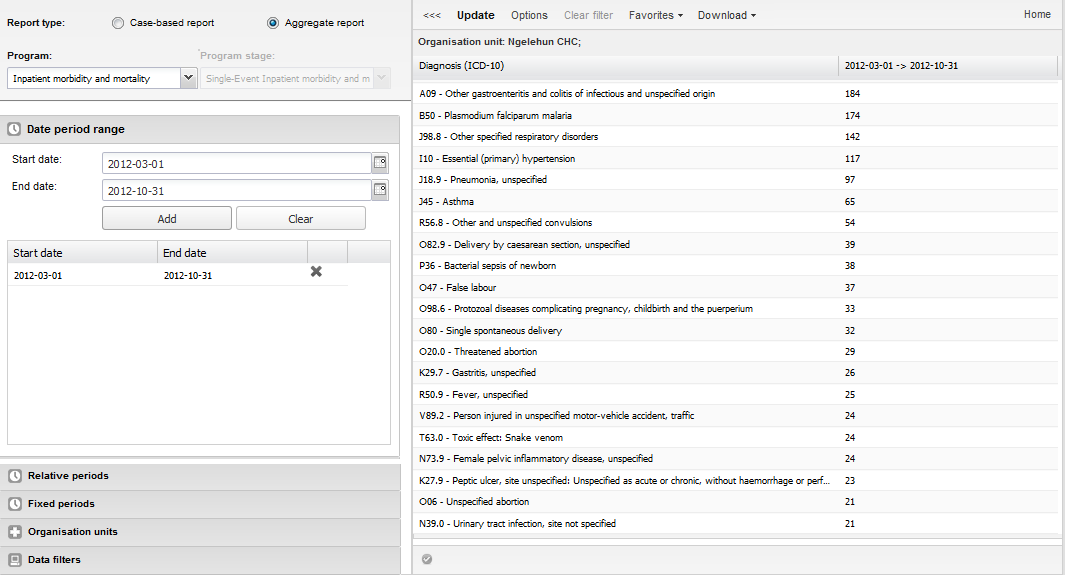 Report type:
Case-based report
Aggregate report
Program:
Program stage:
Inpatient morbidity and mortality
Single-Event Inpatient morbidity and m
Date period range
Start date:
2012-03-01
End date:
2012-10-31
Add
Clear
Start date
End date
2012-03-01
2012-10-31
Relative periods
Fixed periods
Organisation units
Data filters
<<< Update Options Clear filter Favorites Download Home
Organisation unit: Ngelehun CHC;
Diagnosis (ICD-10) 2012-03-01 -> 2012-10-31
A09 - Other gastroenteritis and colitis of infectious and unspecified origin 184
B50 - Plasmodium falciparum malaria 174
J98.8 - Other specified respiratory disorders 142
I10 - Essential (primary) hypertension 117
J18.9 - Pneumonia, unspecified 97
J45 - Asthma 65
R56.8 - Other and unspecified convulsions 54
O82.9 - Delivery by caesarean section, unspecified 39
P36 - Bacterial sepsis of newborn 38
O47 - False labour 37
O98.6 - Protozoal diseases complicating pregnancy, childbirth and the puerperium 33
O80 - Single spontaneous delivery 32
O20.0 - Threatened abortion 29
K29.7 - Gastritis, unspecified 26
R50.9 - Fever, unspecified 25
V89.2 - Person injured in unspecified motor-vehicle accident, traffic 24
T63.0 - Toxic effect: Snake venom 24
N73.9 - Female pelvic inflammatory disease, unspecified 24
K27.9 - Peptic ulcer, site unspecified: Unspecified as acute or chronic, without haemorrhage or perf... 23
O06 - Unspecified abortion 21
N39.0 - Urinary tract infection, site not specified 21